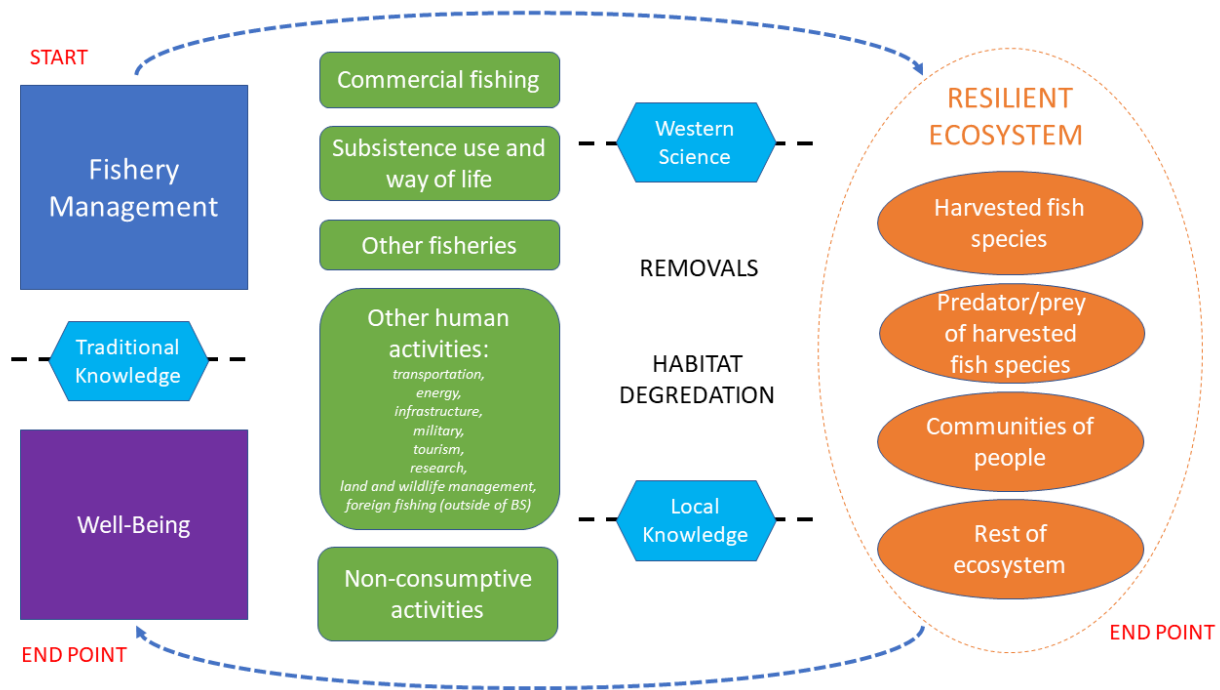 START
Fishery
Management
Traditional
Knowledge
Well-Being
END POINT
Commercial fishing
Subsistence use and
way of life
Other fisheries
Other human
activities:
transportation,
energy,
infrastructure,
military,
tourism,
research,
land and wildlife management,
foreign fishing (outside of BS)
Non-consumptive
activities
Western
Science
REMOVALS
HABITAT
DEGREDATION
Local
Knowledge
RESILIENT
ECOSYSTEM
Harvested fish
species
Predator/prey
of harvested
fish species
Communities of
people
Rest of
ecosystem
END POINT